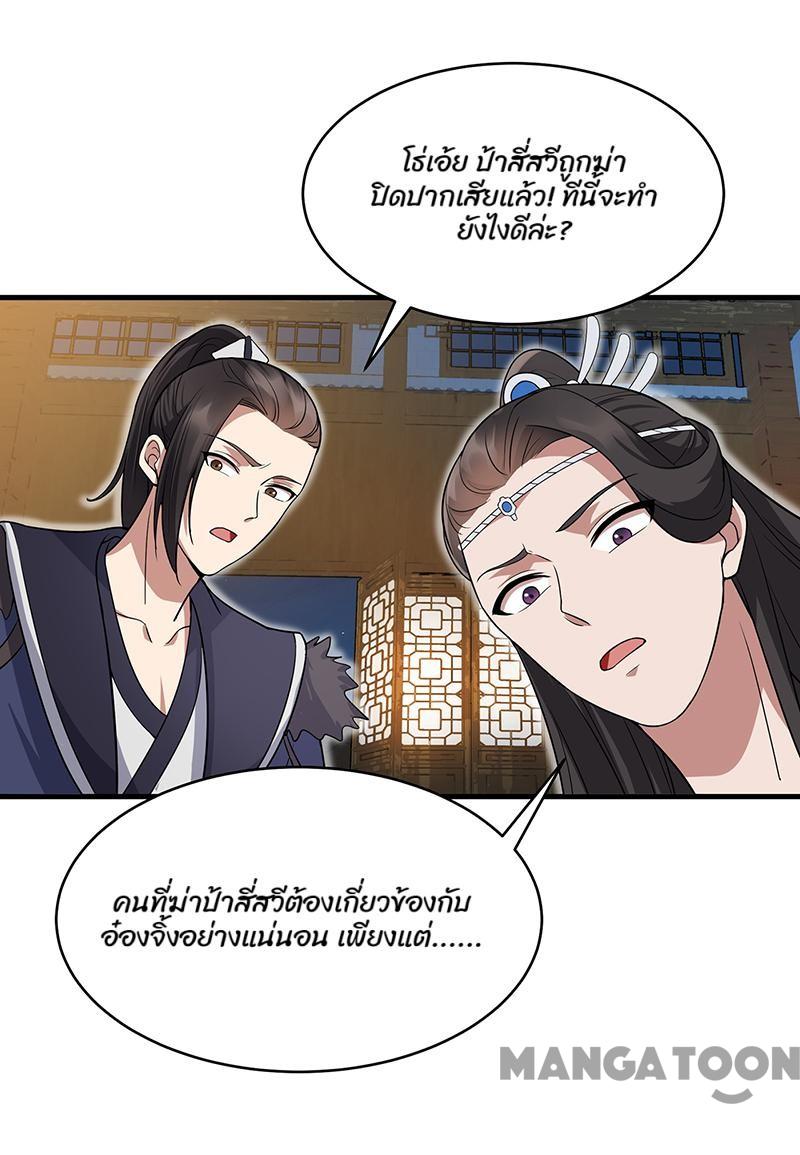 โธ่เอ้ย ป้าสี่สวีถูกฆ่า
ปิดปากเสียแล้ว! ทีนี้จะทำ
ยังไงดีล่ะ?
คนที่ฆ่าป้าสี่สวีต้องเกี่ยวข้องกับ
อ๋องจิ้งอย่างแน่นอน เพียงแต่......
MANGATOON